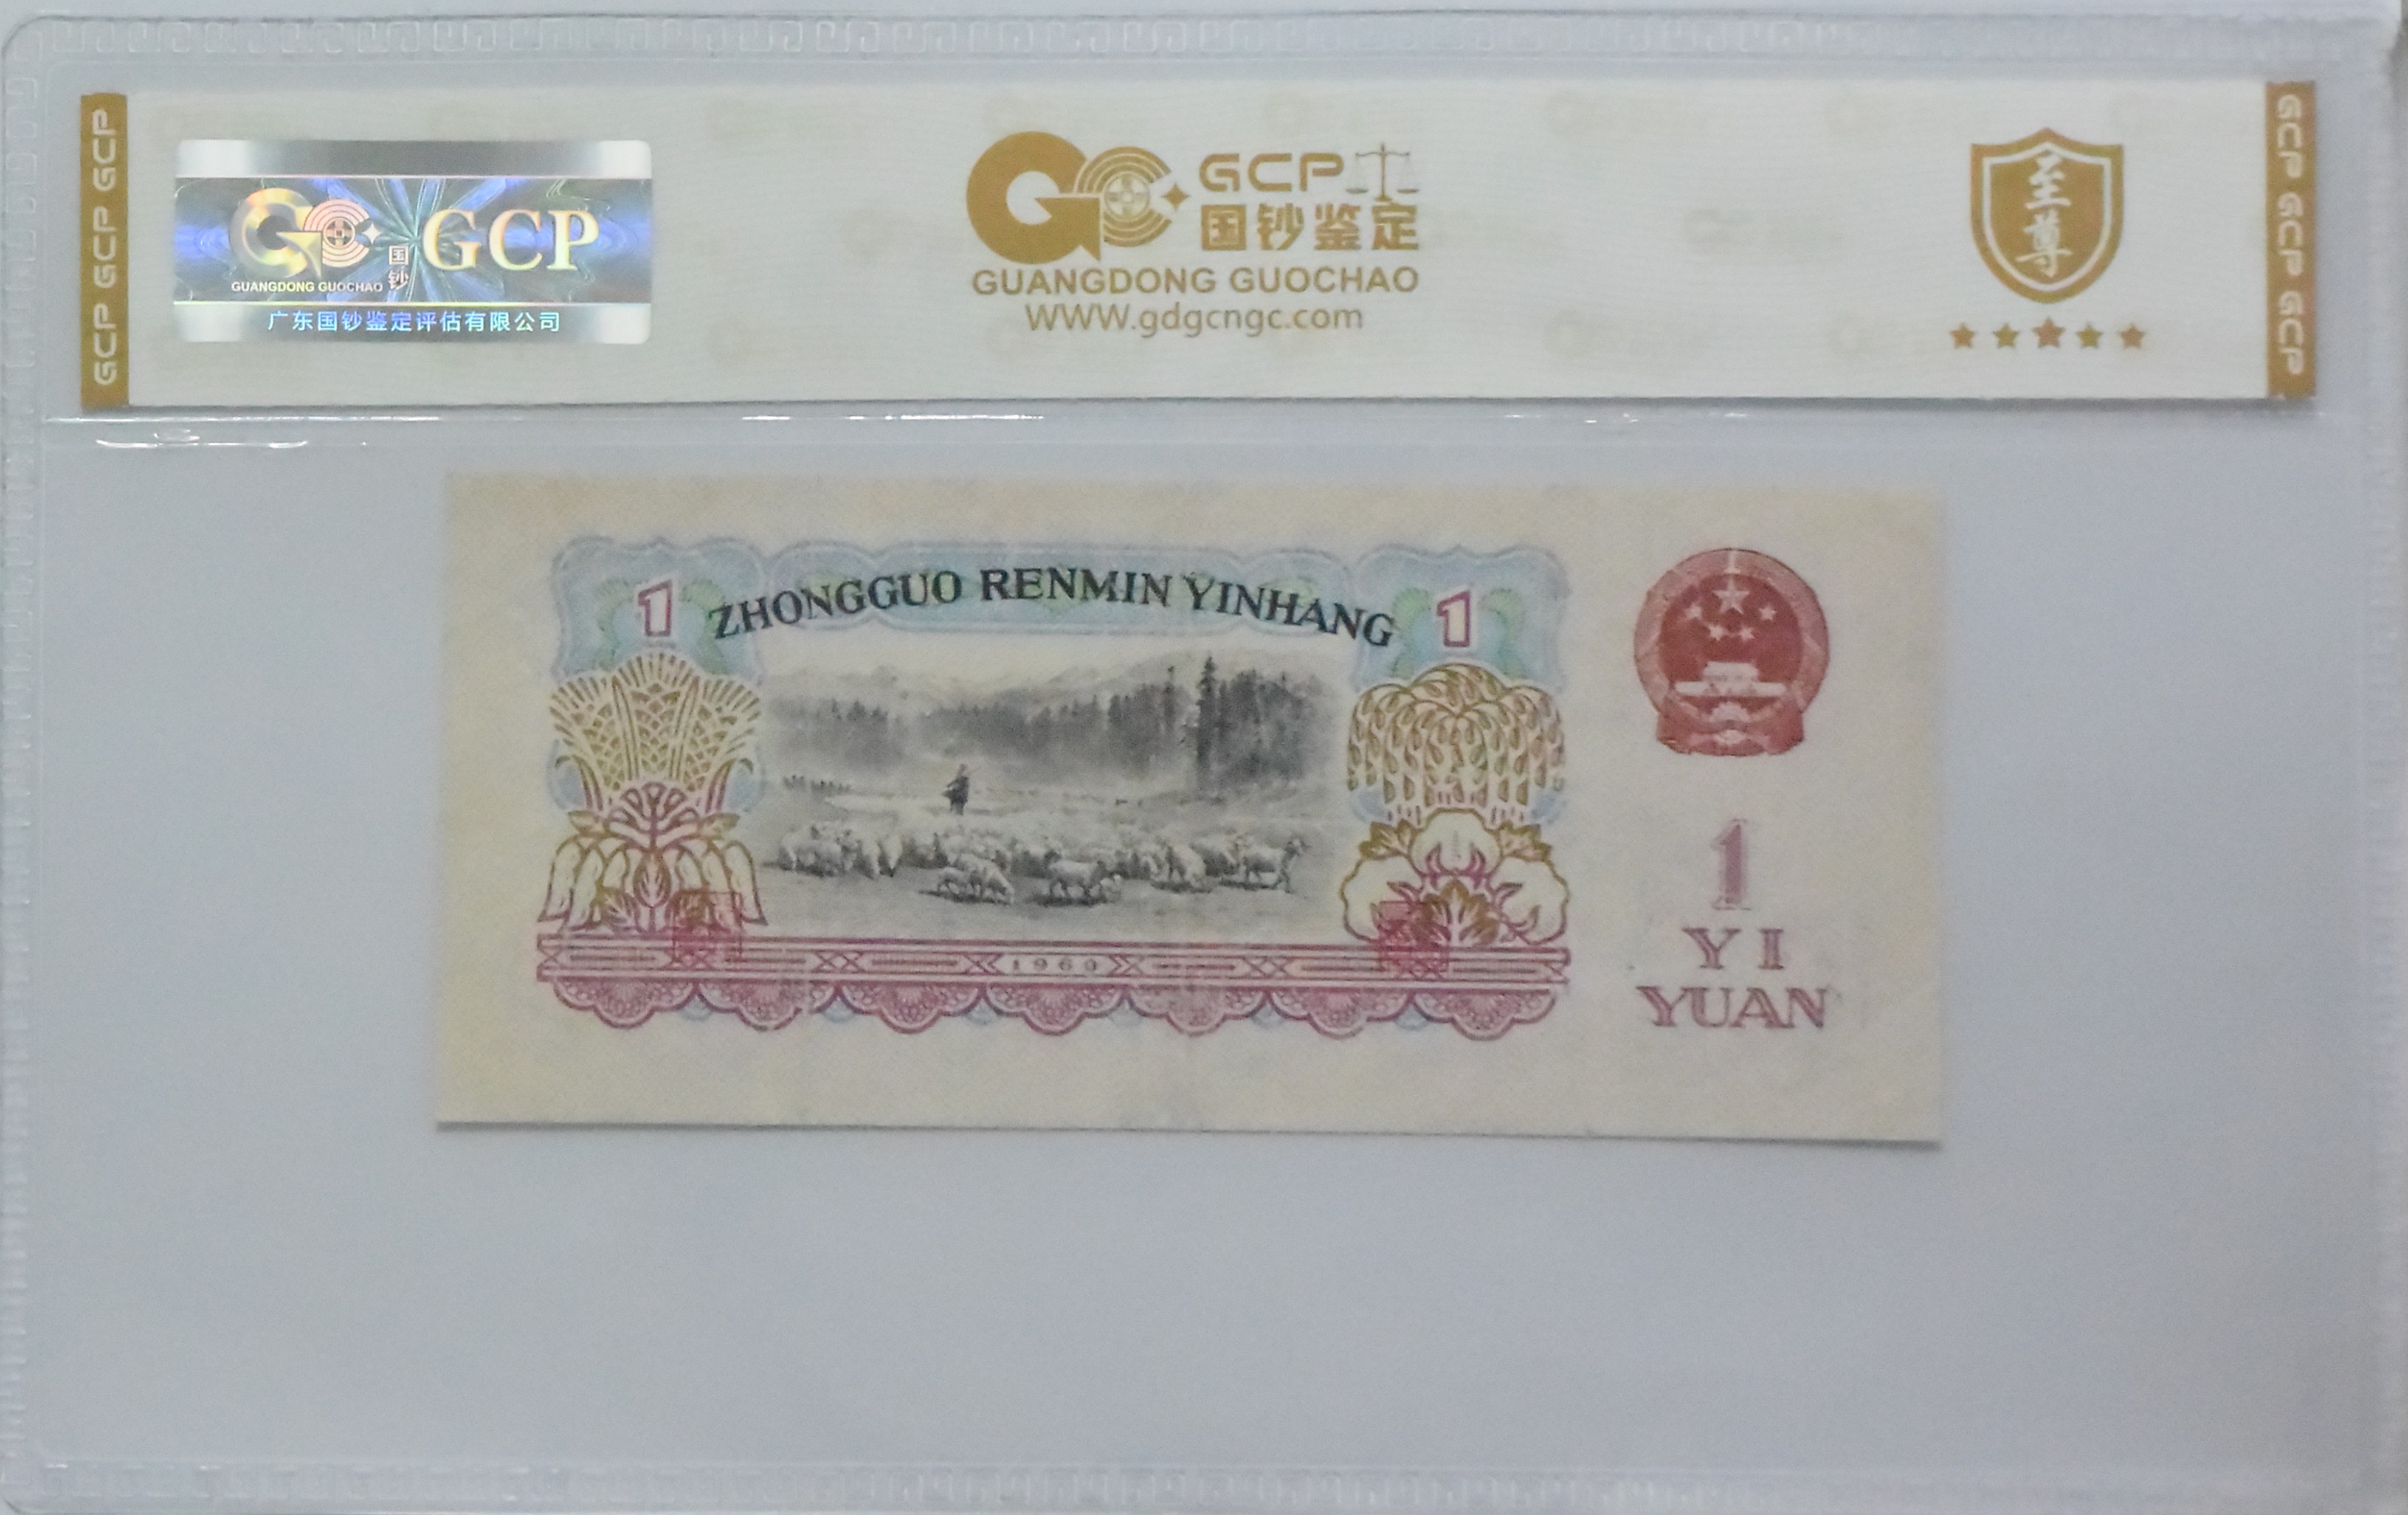 GCP GCP GCP
GUANGDONG GUOCHAO
国钞
GCP
广东国钞鉴定评估有限公司
GCP
国钞鉴定
GUANGDONG GUOCHAO
WWW.gdgcngc.com
至尊
GCP GCP GCP
1
ZHONGGUO RENMIN YINHANG
1
1960
1
YI
YUAN